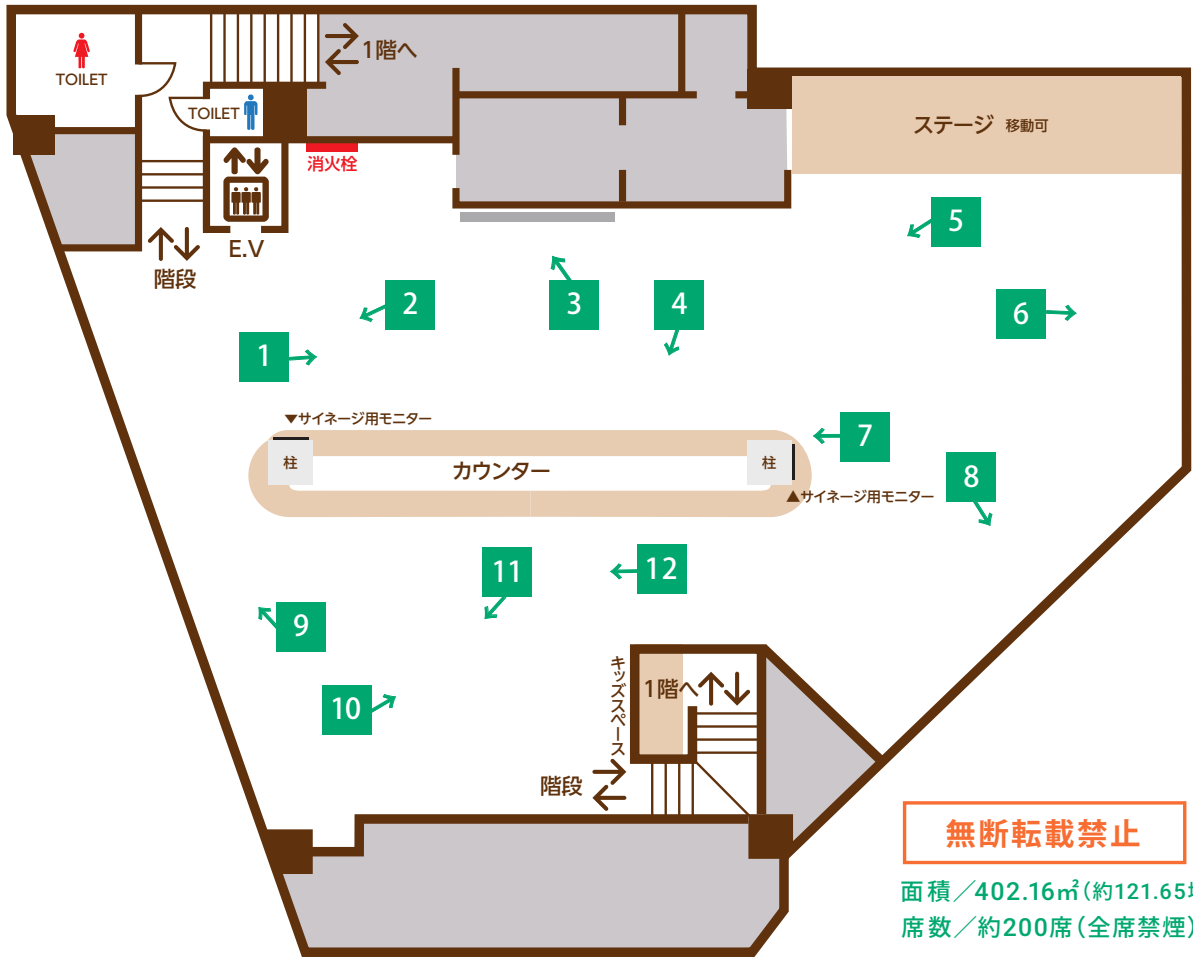 1階へ
TOILET
TOILET
ステージ 移動可
消火栓
E.V
階段
5
2
3
4
6
1
▼サイネージ用モニター
7
柱
カウンター
柱
8
▲サイネージ用モニター
11
12
9
キッズスペース
1階へ
10
階段
無断転載禁止
面積／402.16㎡(約121.65
席数／約200席(全席禁煙)